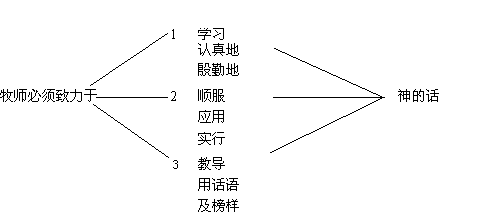 1 学习
认真地
殷勤地
牧师必须致力于
2 顺服
神的话
应用
实行
3 教导
用话语
及榜样